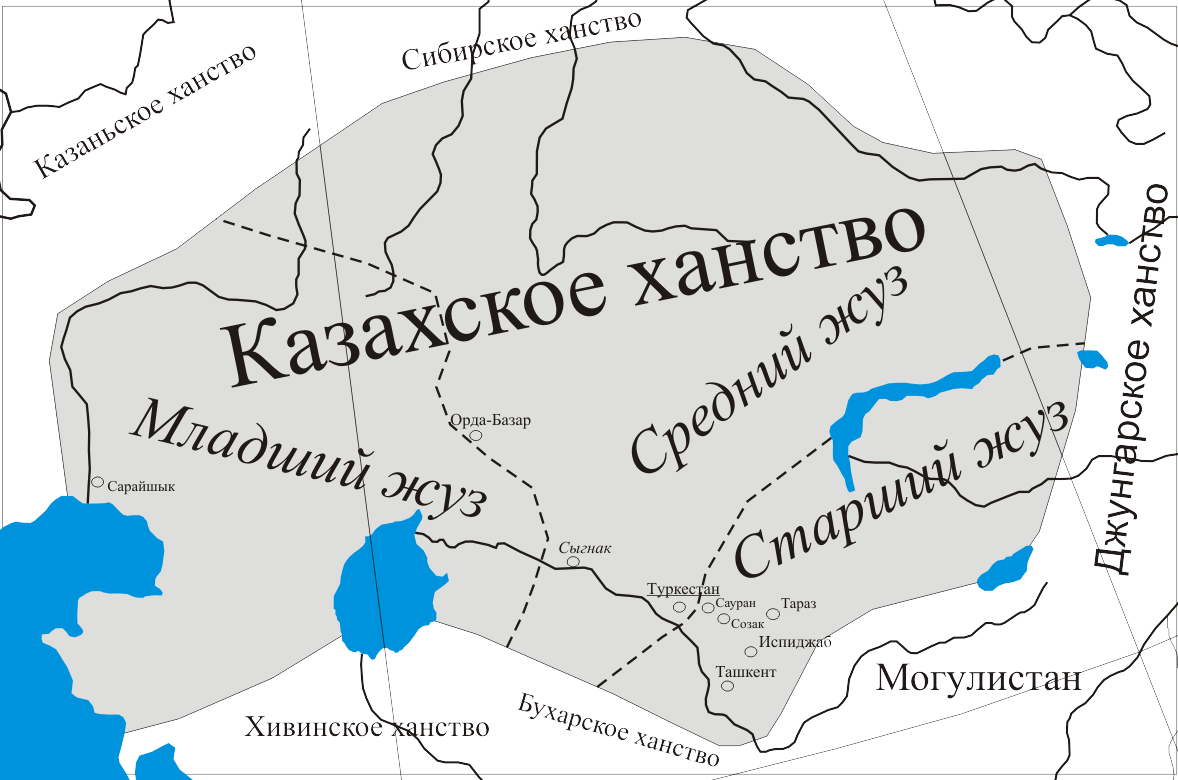 Сибирское ханство
Казаньское ханство
Джунгарское ханство
Казахское ханство
Средний жуз
Младший жуз
Орда-Базар
Старший жуз
Сарайшык
Сыгнак
Туркестан
Сауран
Тараз
Созак
Испиджаб
Ташкент
Могулистан
Бухарское ханство
Хивинское ханство